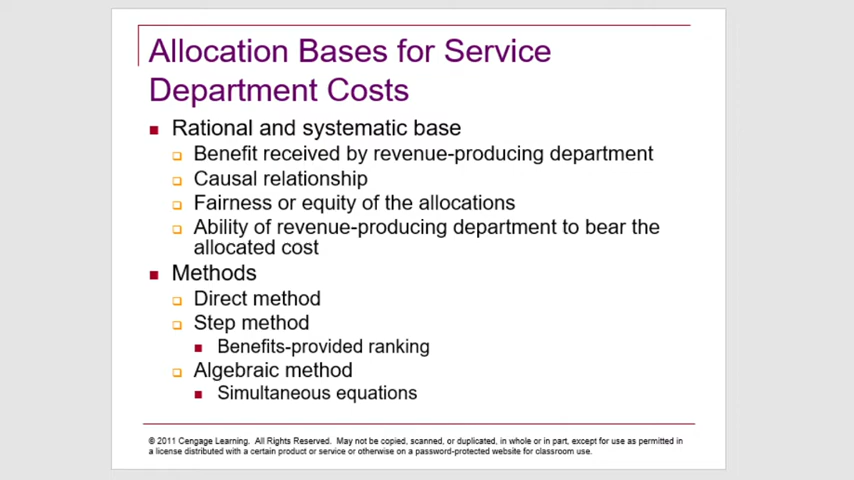 Allocation Bases for Service
Department Costs
Rational and systematic base
Benefit received by revenue-producing department
Causal relationship
Fairness or equity of the allocations
Ability of revenue-producing department to bear the
allocated cost
Methods
Direct method
Step method
Benefits-provided ranking
Algebraic method
Simultaneous equations
© 2011 Cengage Learning. All Rights Reserved. May not be copied, scanned, or duplicated, in whole or in part, except for use as permitted in
a license distributed with a certain product or service or otherwise on a password-protected website for classroom use.